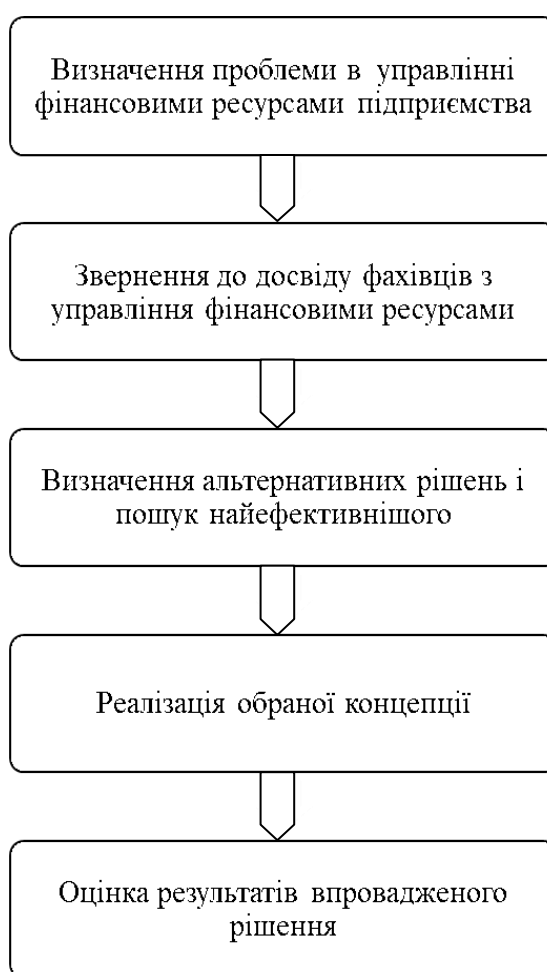 Визначення проблеми в управлінні
фінансовими ресурсами підприємства
Звернення до досвіду фахівців з
управління фінансовими ресурсами
Визначення альтернативних рішень і
пошук найефективнішого
Реалізація обраної концепції
Оцінка результатів впровадженого
рішення